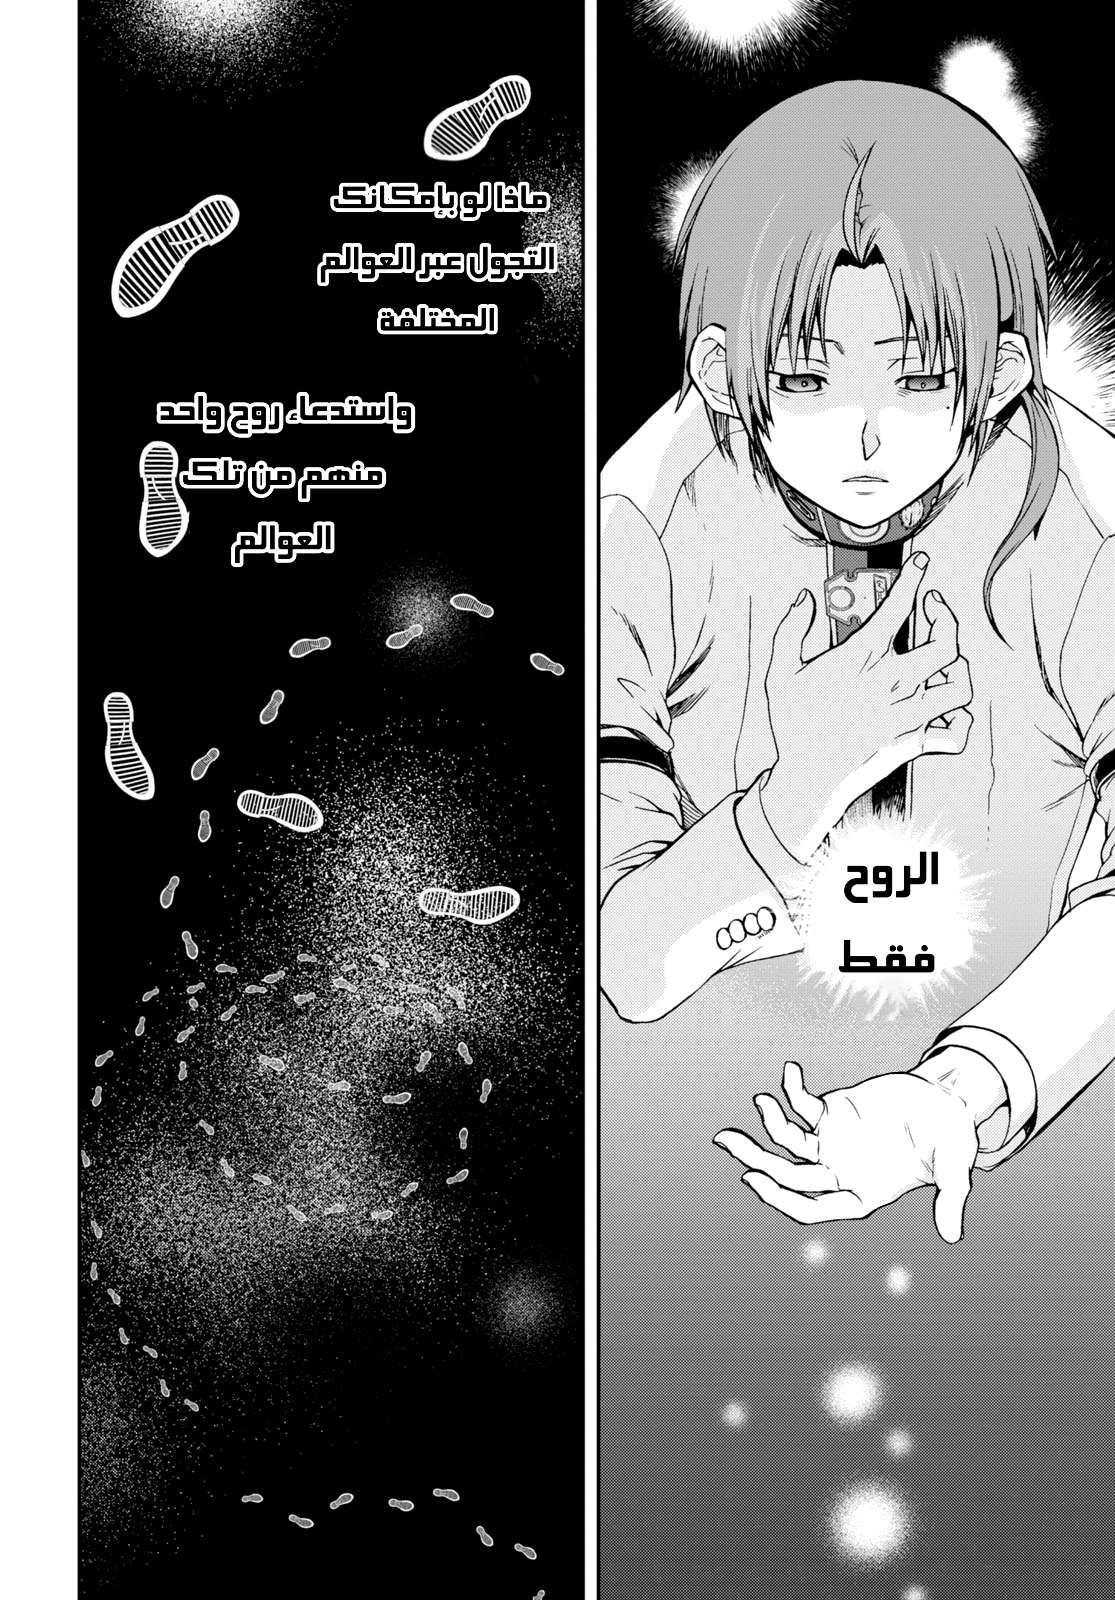 الروح
فقط
ماذا لو بإمكانك
التجول عبر العوالم
المختلفة
واستدعاء روح واحد
منهم من تلك
العوالم